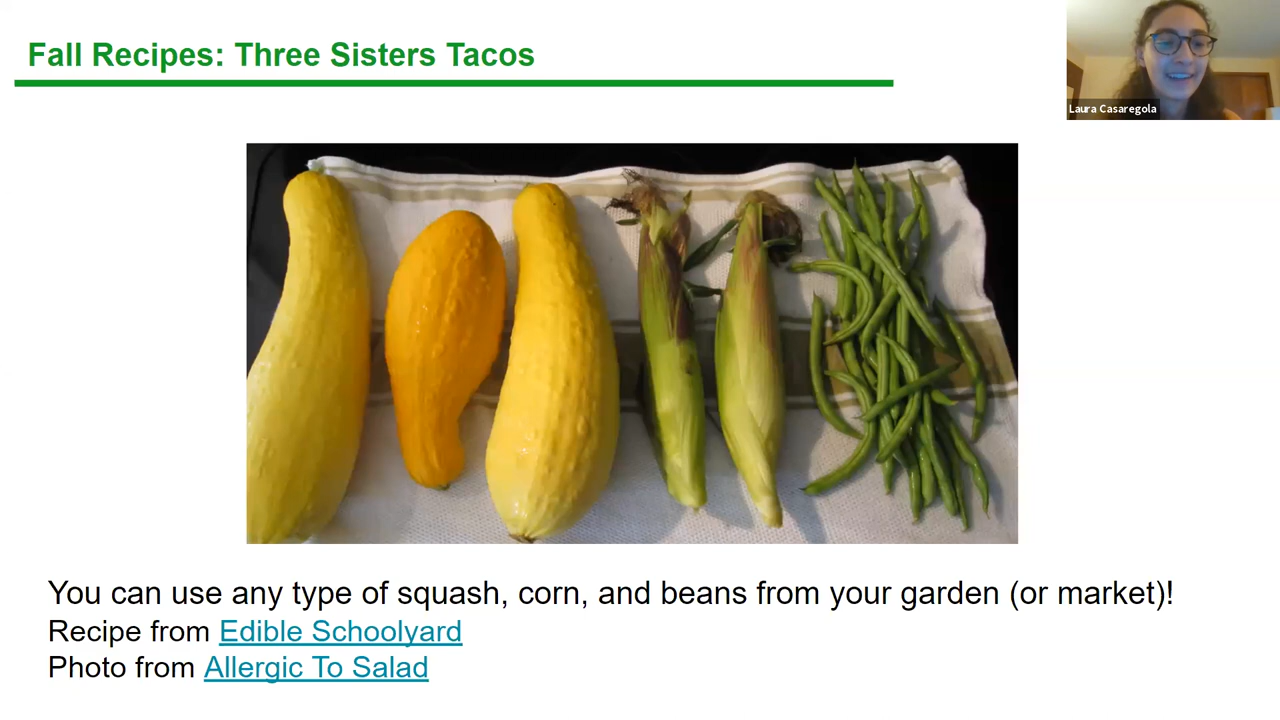 Fall Recipes: Three Sisters Tacos
Laura Casaregola
You can use any type of squash, corn, and beans from your garden (or market)!
Recipe from Edible Schoolyard
Photo from Allergic To Salad